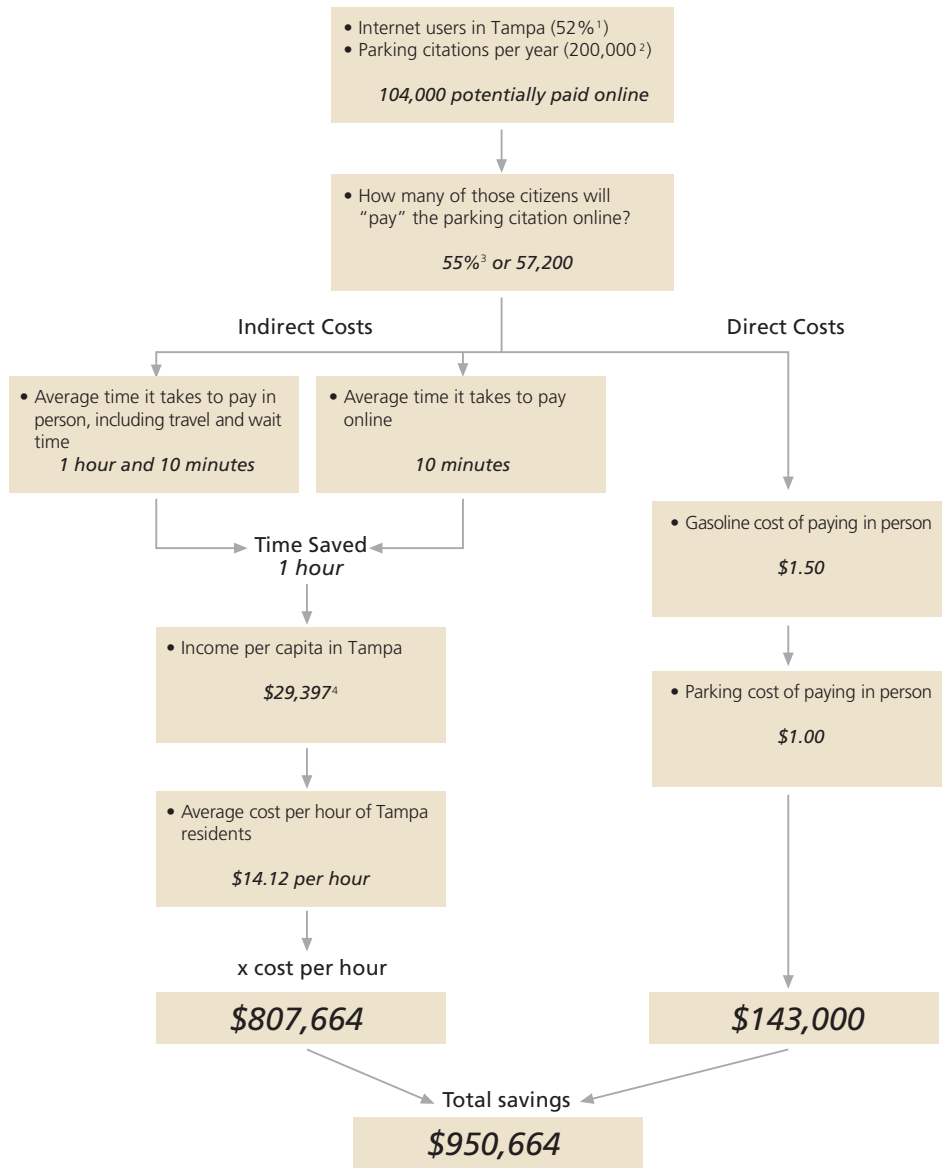 • Internet users in Tampa (52%¹)
• Parking citations per year (200,000²)
104,000 potentially paid online
• How many of those citizens will
“pay” the parking citation online?
55%³ or 57,200
Indirect Costs
Direct Costs
• Average time it takes to pay in
person, including travel and wait
time
1 hour and 10 minutes
• Average time it takes to pay
online
10 minutes
Time Saved
1 hour
• Income per capita in Tampa
$29,397⁴
• Average cost per hour of Tampa
residents
$14.12 per hour
x cost per hour
$807,664
• Gasoline cost of paying in person
$1.50
• Parking cost of paying in person
$1.00
$143,000
Total savings
$950,664